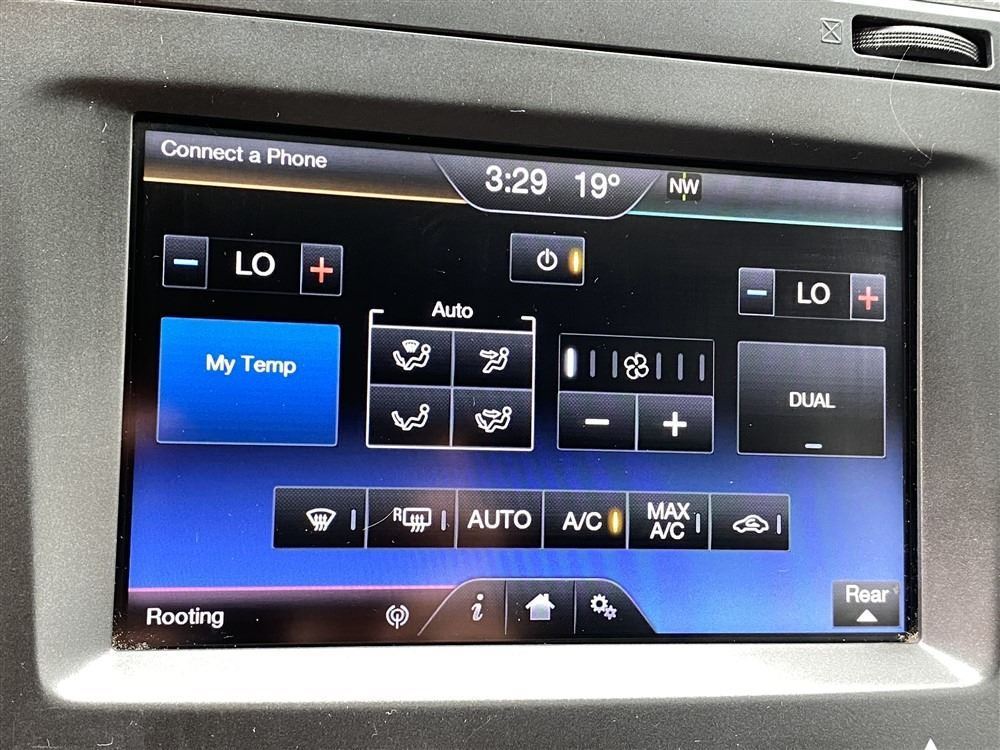 Connect a Phone
3:29 19° NW
- LO +
- LO +
Auto
My Temp
DUAL
- +
R
AUTO
A/C
MAX
A/C
Rooting
i
Rear